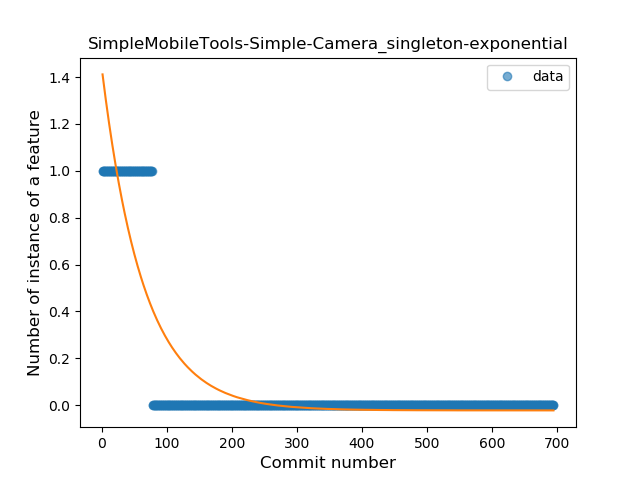 SimpleMobileTools-Simple-Camera_singleton-exponential
data
Number of instance of a feature
1.4
1.2
1.0
0.8
0.6
0.4
0.2
0.0
0 100 200 300 400 500 600 700
Commit number